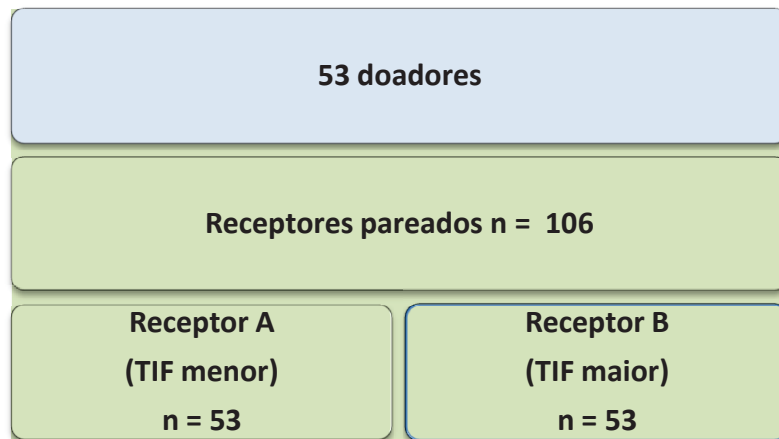 53 doadores
Receptores pareados n = 106
Receptor A
(TIF menor)
n = 53
Receptor B
(TIF maior)
n = 53